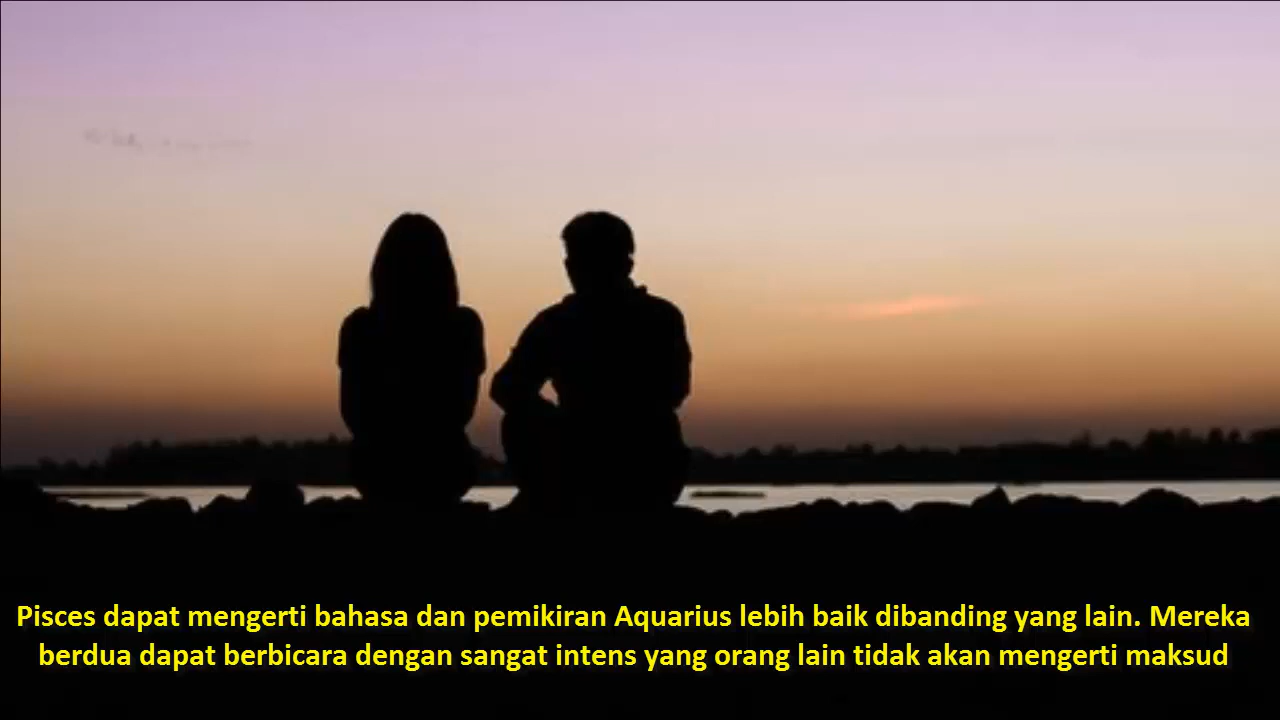 Pisces dapat mengerti bahasa dan pemikiran Aquarius lebih baik dibanding yang lain. Mereka
berdua dapat berbicara dengan sangat intens yang orang lain tidak akan mengerti maksud